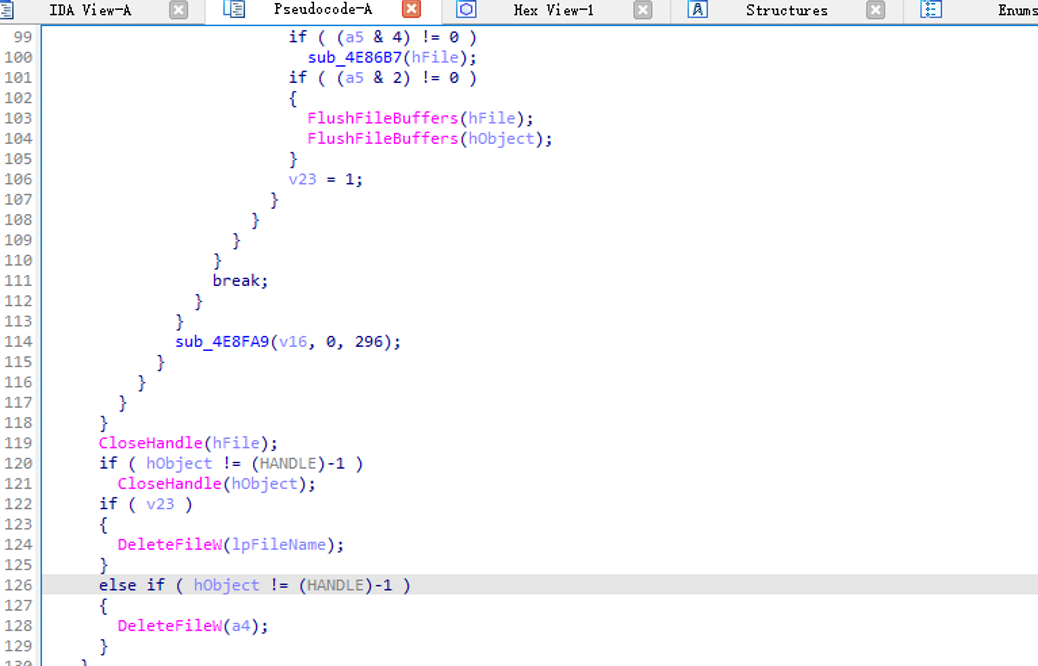 IDA View-A Pseudocode-A Hex View-1 Structures Enums
99 if ( (a5 & 4) != 0 )
100 sub_4E86B7(hFile);
101 if ( (a5 & 2) != 0 )
102 {
103 FlushFileBuffers(hFile);
104 FlushFileBuffers(hObject);
105 }
106 v23 = 1;
107 }
108 }
109 }
110 }
111 break;
112 }
113 }
114 sub_4E8FA9(v16, 0, 296);
115 }
116 }
117 }
118 }
119 CloseHandle(hFile);
120 if ( hObject != (HANDLE)-1 )
121 CloseHandle(hObject);
122 if ( v23 )
123 {
124 DeleteFileW(lpFileName);
125 }
126 else if ( hObject != (HANDLE)-1 )
127 {
128 DeleteFileW(a4);
129 }
130 }